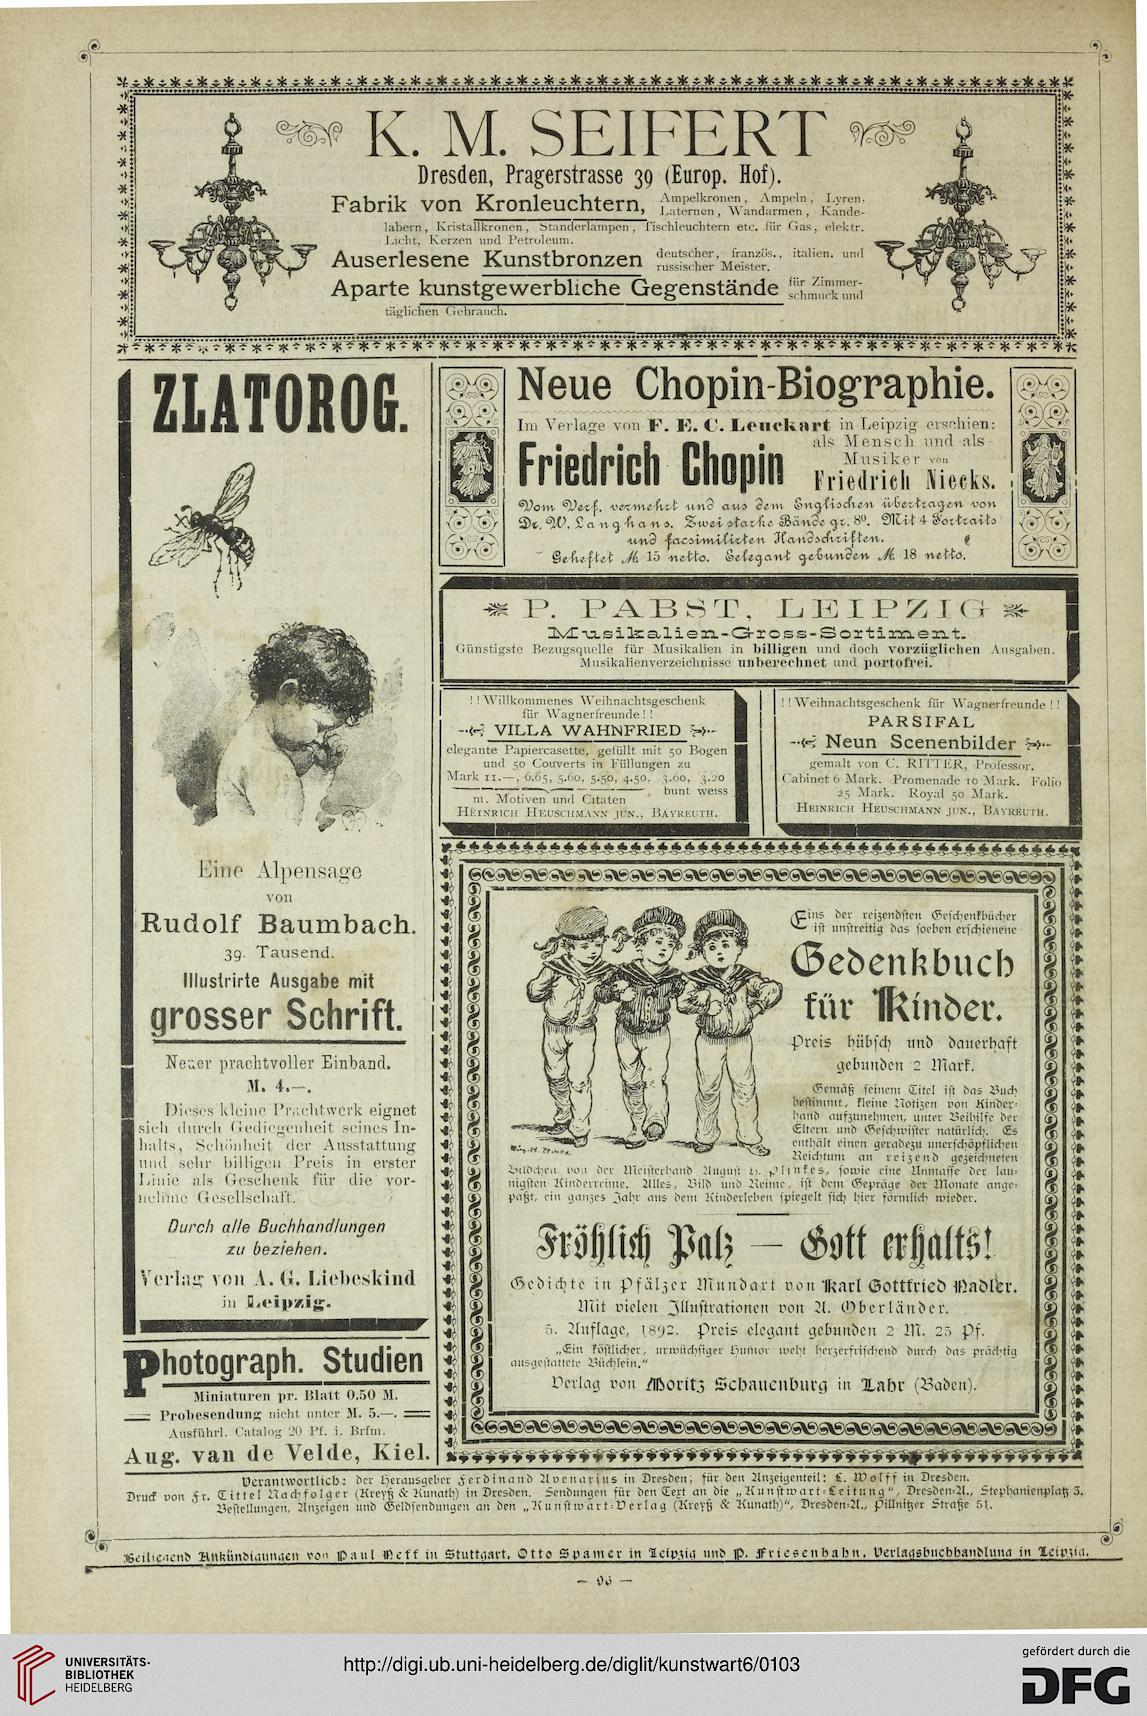 K. M. SEIFERT
Dresden, Pragerstrasse 39 (Europ. Hof).
Fabrik von Kronleuchtern, Ampelkronen, Ampeln, Lyren,
Laternen, Wandarmen, Kande-
labern, Kristallkronen, Standerlampen, Tischleuchtern etc. für Gas, elektr.
Licht, Kerzen und Petroleum.
Auserlesene Kunstbronzen deutscher, französ., italien. und
russischer Meister.
Aparte kunstgewerbliche Gegenstände für Zimmer-
schmuck und
täglichen Gebrauch.
ZLATOROG.
Eine Alpensage
von
Rudolf Baumbach.
39. Tausend.
Illustrirte Ausgabe mit
grosser Schrift.
Neuer prachtvoller Einband.
M. 4.—.
Dieses kleine Prachtwerk eignet
sich durch Gediegenheit seines In-
halts, Schönheit der Ausstattung
und sehr billigen Preis in erster
Linie als Geschenk für die vor-
nehme Gesellschaft.
Durch alle Buchhandlungen
zu beziehen.
Verlag von A. G. Liebeskind
in Leipzig.
Photograph. Studien
Miniaturen pr. Blatt 0.50 M.
Probesendung nicht unter M. 5.—.
Ausführl. Catalog 20 Pf. i. Brfm.
Aug. van de Velde, Kiel.
Neue Chopin-Biographie.
Im Verlage von F. E. C. Leuckart in Leipzig erschien:
Friedrich Chopin als Mensch und als
Musiker von
Friedrich Niecks.
Vom Verf. vermehrt und aus dem Englischen übertragen von
Dr. W. Langhans. Zwei starke Bände gr. 8º. Mit 4 Portraits
und facsimilirten Handschriften.
Geheftet M. 15 netto. Eelegant gebunden M. 18 netto.
P. PABST, LEIPZIG
Musikalien-Gross-Sortiment.
Günstigste Bezugsquelle für Musikalien in billigen und doch vorzüglichen Ausgaben.
Musikalienverzeichnisse unberechnet und portofrei.
!! Willkommenes Weihnachtsgeschenk
für Wagnerfreunde !!
VILLA WAHNFRIED
elegante Papiercasette, gefüllt mit 50 Bogen
und 50 Couverts in Füllungen zu
Mark 11.—, 6.65, 5.60, 5.50, 4.50, 3.60, 3.20
m. Motiven und Citaten bunt weiss
HEINRICH HEUSCHMANN JUN., BAYREUTH.
!! Weihnachtsgeschenk für Wagnerfreunde !!
PARSIFAL
Neun Scenenbilder
gemalt von C. RITTER, Professor.
Cabinet 6 Mark. Promenade 10 Mark. Folio
25 Mark. Royal 50 Mark.
HEINRICH HEUSCHMANN JUN., BAYREUTH.
Eins der reizendsten Geschenkbücher
ist unstreitig das soeben erschienene
Gedenkbuch
für Kinder.
Preis hübsch und dauerhaft
gebunden 2 Mark.
Gemäß seinem Titel ist das Buch
bestimmt, kleine Notizen von Kinder-
hand aufzunehmen, unter Beihilfe der
Eltern und Geschwister natürlich. Es
enthält einen geradezu unerschöpflichen
Reichtum an reizend gezeichneten
Bildchen von der Meisterhand August v. Plinkes, sowie eine Unmasse der lau-
nigsten Kinderreime. Alles, Bild und Reime, ist dem Gepräge der Monate ange-
paßt, ein ganzes Jahr aus dem Kinderleben spiegelt sich hier förmlich wieder.
Fröhlich Palz — Gott erhalts!
Gedichte in Pfälzer Mundart von Karl Gottfried Nadler.
Mit vielen Illustrationen von A. Oberländer.
5. Auflage, 1892. Preis elegant gebunden 2 M. 25 Pf.
„Ein köstlicher, urwüchsiger Humor weht herzerfrischend durch das prächtig
ausgestattete Büchlein."
Verlag von Moritz Schauenburg in Lahr (Baden).
Verantwortlich: der Herausgeber Ferdinand Avenarius in Dresden; für den Anzeigenteil: E. Wolff in Dresden.
Druck von Fr. Tittel Nachfolger (Kreyß & Kunath) in Dresden. Sendungen für den Text an die „Kunstwart-Leitung", Dresden-A., Stephanienplatz 3.
Bestellungen, Anzeigen und Geldsendungen an den „Kunstwart-Verlag (Kreyß & Kunath)", Dresden-A., Pillnitzer Straße 51.
Beiliegend Ankündigungen von Paul Neff in Stuttgart, Otto Spamer in Leipzig und P. Friesenhahn, Verlagsbuchhandlung in Leipzig.
— 96 —
UNIVERSITÄTS-
BIBLIOTHEK
HEIDELBERG
http://digi.ub.uni-heidelberg.de/diglit/kunstwart6/0103
gefördert durch die
DFG